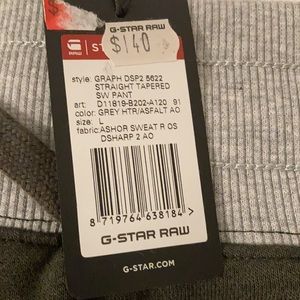 G-STAR RAW
$140
RAW
style: GRAPH DSP2 5622
STRAIGHT TAPERED
SW PANT
art: D11819-B202-A120 91
color: GREY HTR/ASFALT AO
size: L
fabric: ASHOR SWEAT R OS
DSHARP 2 AO
8 719764 638184 >
G-STAR RAW
G-STAR.COM